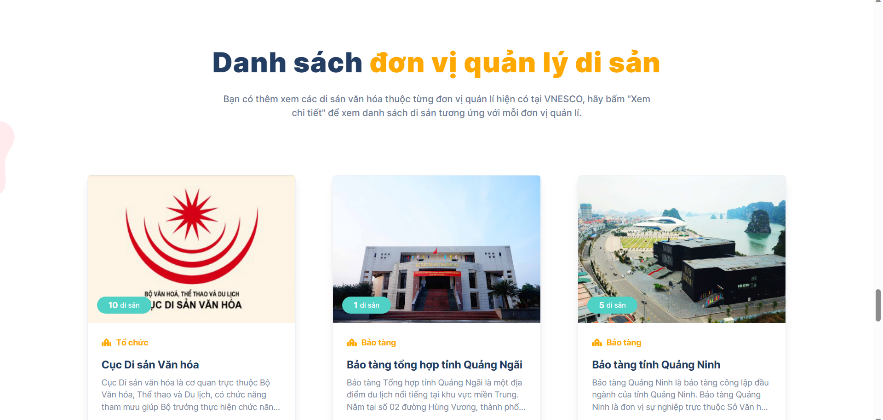 Danh sách đơn vị quản lý di sản
Bạn có thêm xem các di sản văn hóa thuộc từng đơn vị quản lí hiện có tại VNESCO, hãy bấm "Xem
chi tiết" để xem danh sách di sản tương ứng với mỗi đơn vị quản lí.
BỘ VĂN HOÁ, THỂ THAO VÀ DU LỊCH
CỤC DI SẢN VĂN HÓA
10 di sản
1 di sản
5 di sản
Tổ chức
Cục Di sản Văn hóa
Cục Di sản văn hóa là cơ quan trực thuộc Bộ
Văn hóa, Thể thao và Du lịch, có chức năng
tham mưu giúp Bộ trưởng thực hiện chức năn...
Bảo tàng
Bảo tàng tổng hợp tỉnh Quảng Ngãi
Bảo tàng Tổng hợp tỉnh Quảng Ngãi là một địa
điểm du lịch nổi tiếng tại khu vực miền Trung.
Nằm tại số 02 đường Hùng Vương, thành phố...
Bảo tàng
Bảo tàng tỉnh Quảng Ninh
Bảo tàng Quảng Ninh là bảo tàng công lập đầu
ngành của tỉnh Quảng Ninh. Bảo tàng Quảng
Ninh là đơn vị sự nghiệp trực thuộc Sở Văn h...